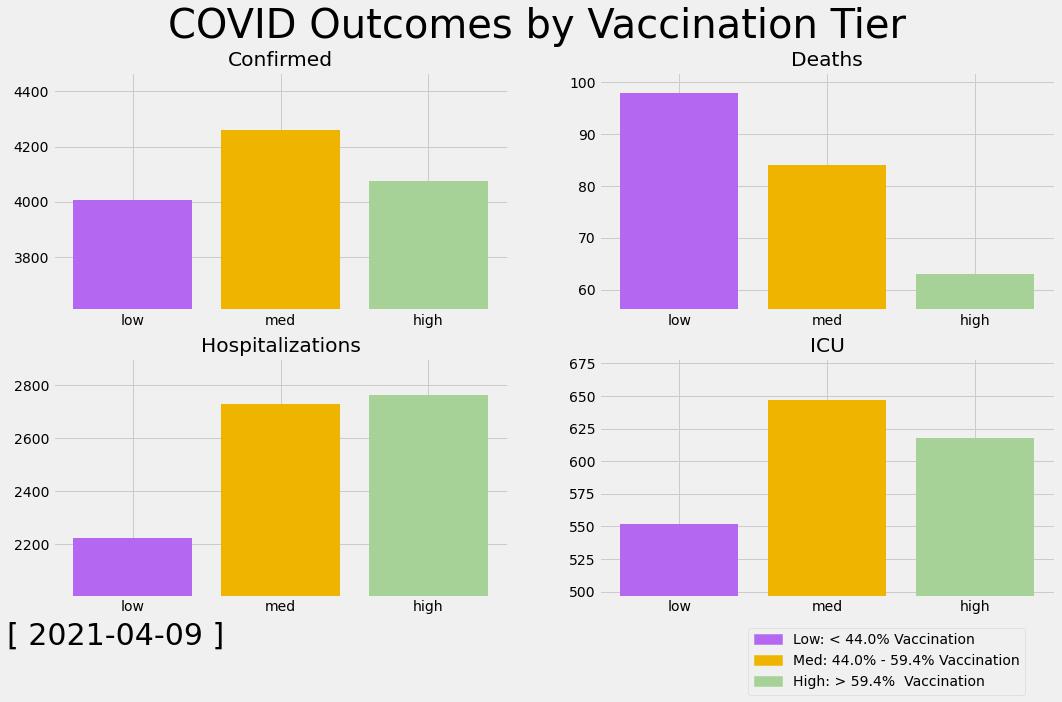 COVID Outcomes by Vaccination Tier
Confirmed
4400
4200
4000
3800
low med high
Deaths
100
90
80
70
60
low med high
Hospitalizations
2800
2600
2400
2200
low med high
ICU
675
650
625
600
575
550
525
500
low med high
[ 2021-04-09 ]
Low: < 44.0% Vaccination
Med: 44.0% - 59.4% Vaccination
High: > 59.4%  Vaccination